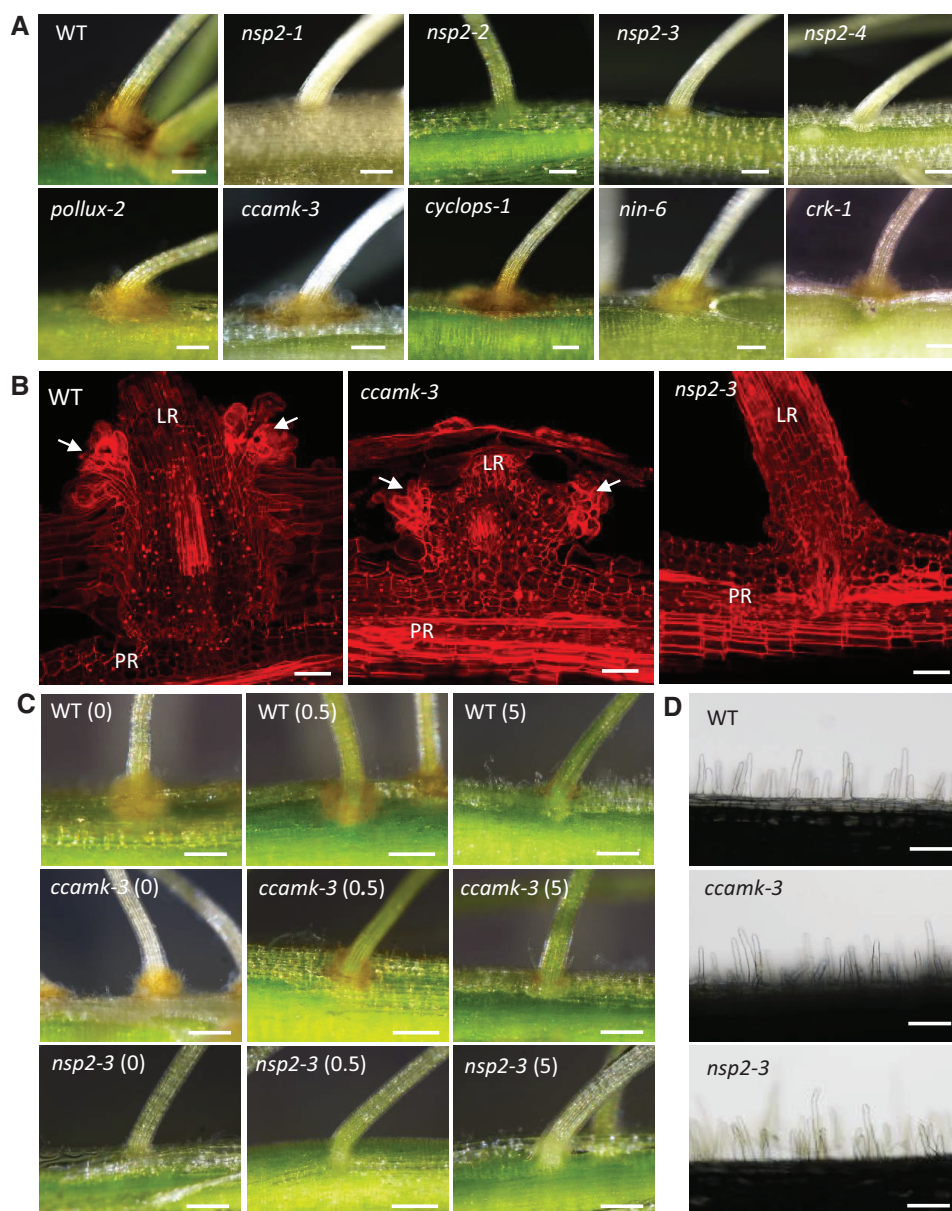 A
WT
nsp2-1
nsp2-2
nsp2-3
nsp2-4
pollux-2
ccamk-3
cyclops-1
nin-6
crk-1
B
WT
LR
PR
ccamk-3
LR
PR
nsp2-3
LR
PR
C
WT (0)
WT (0.5)
WT (5)
ccamk-3 (0)
ccamk-3 (0.5)
ccamk-3 (5)
nsp2-3 (0)
nsp2-3 (0.5)
nsp2-3 (5)
D
WT
ccamk-3
nsp2-3